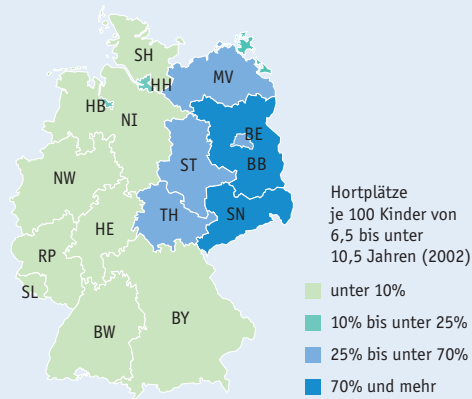 SH
HH
MV
HB
NI
BE
BB
ST
NW
TH
SN
HE
RP
SL
BW
BY
Hortplätze
je 100 Kinder von
6,5 bis unter
10,5 Jahren (2002)
unter 10%
10% bis unter 25%
25% bis unter 70%
70% und mehr